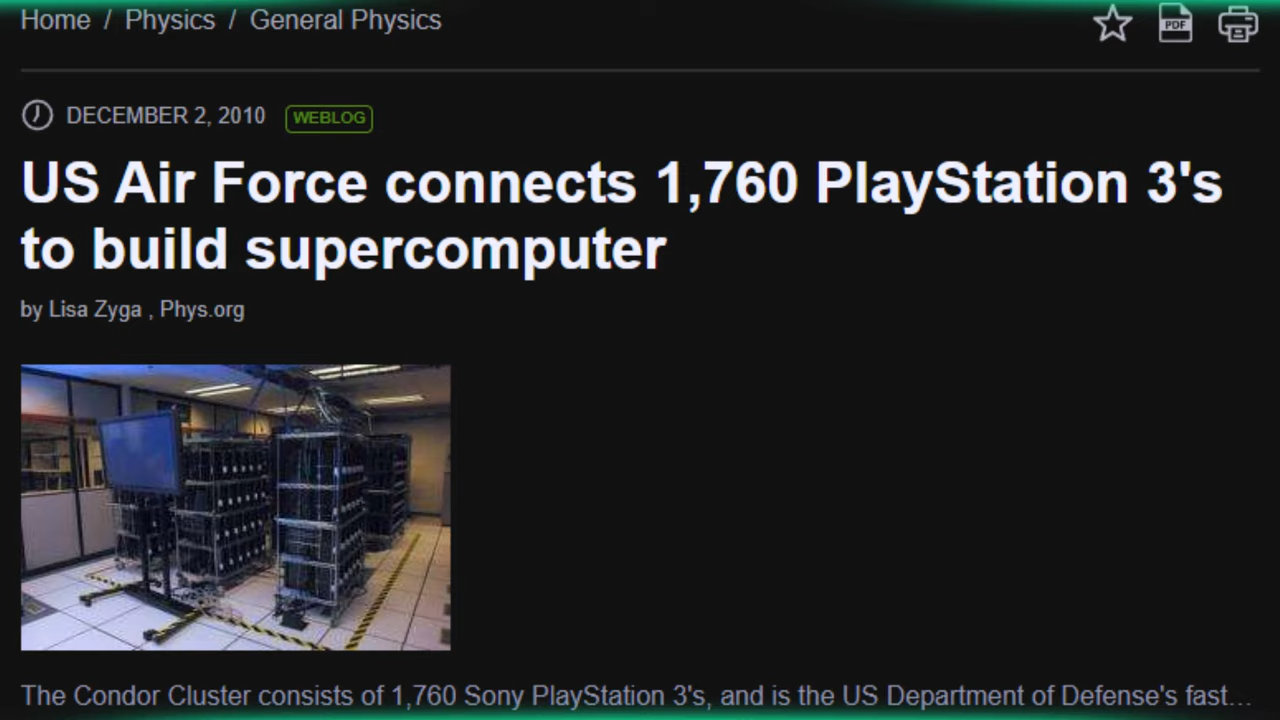 Home / Physics / General Physics
PDF
DECEMBER 2, 2010 WEBLOG
US Air Force connects 1,760 PlayStation 3's
to build supercomputer
by Lisa Zyga , Phys.org
The Condor Cluster consists of 1,760 Sony PlayStation 3's, and is the US Department of Defense's fast...